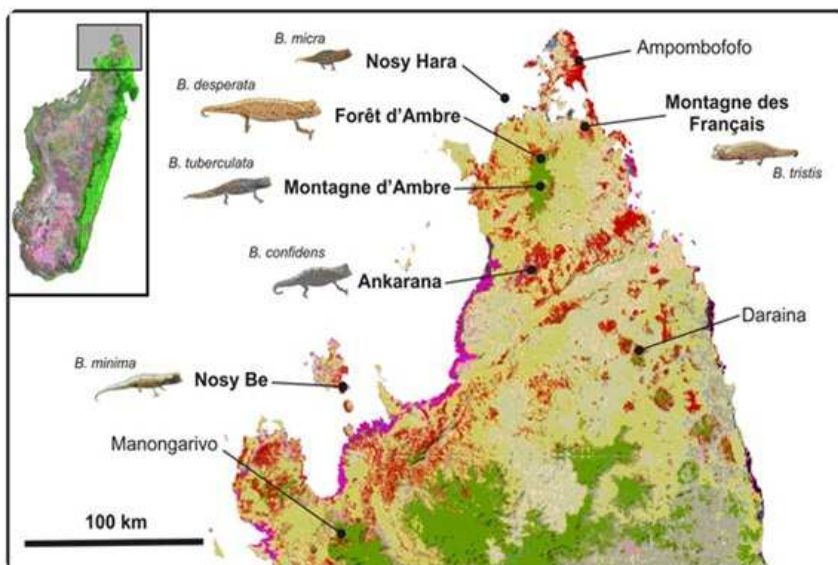 B. micra
Nosy Hara
Ampombofofo
B. desperata
Forêt d'Ambre
Montagne des
Français
B. tristis
B. tuberculata
Montagne d'Ambre
B. confidens
Ankarana
Daraina
B. minima
Nosy Be
Manongarivo
100 km